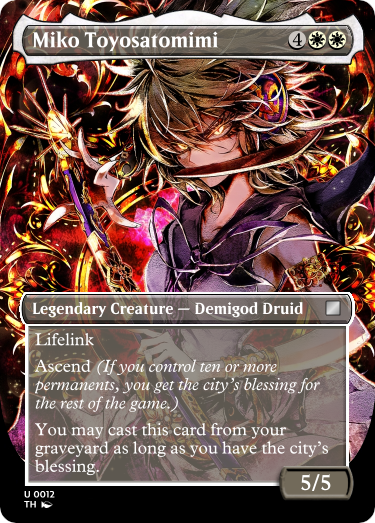 Miko Toyosatomimi 4
Legendary Creature — Demigod Druid
Lifelink
Ascend (If you control ten or more
permanents, you get the city's blessing for
the rest of the game.)
You may cast this card from your
graveyard as long as you have the city's
blessing.
5/5
U 0012
TH